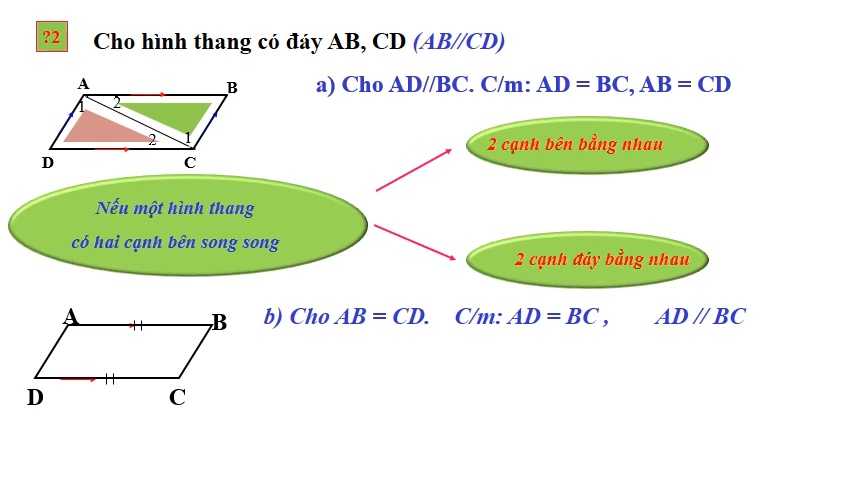 ?2
Cho hình thang có đáy AB, CD (AB//CD)
a) Cho AD//BC. C/m: AD = BC, AB = CD
A
B
1
2
2
1
D
C
2 cạnh bên bằng nhau
Nếu một hình thang
có hai cạnh bên song song
2 cạnh đáy bằng nhau
b) Cho AB = CD. C/m: AD = BC , AD // BC
A
B
D
C